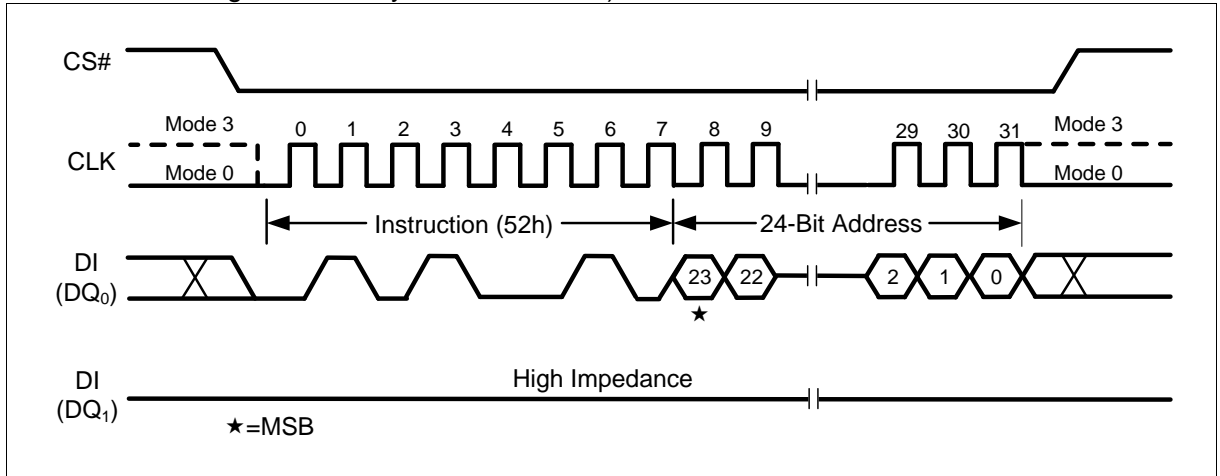 CS#
Mode 3 0 1 2 3 4 5 6 7 8 9 29 30 31 Mode 3
CLK
Mode 0 Mode 0
Instruction (52h) 24-Bit Address
DI
(DQ0) 23 22 2 1 0
★
DI
(DQ1) High Impedance
★=MSB